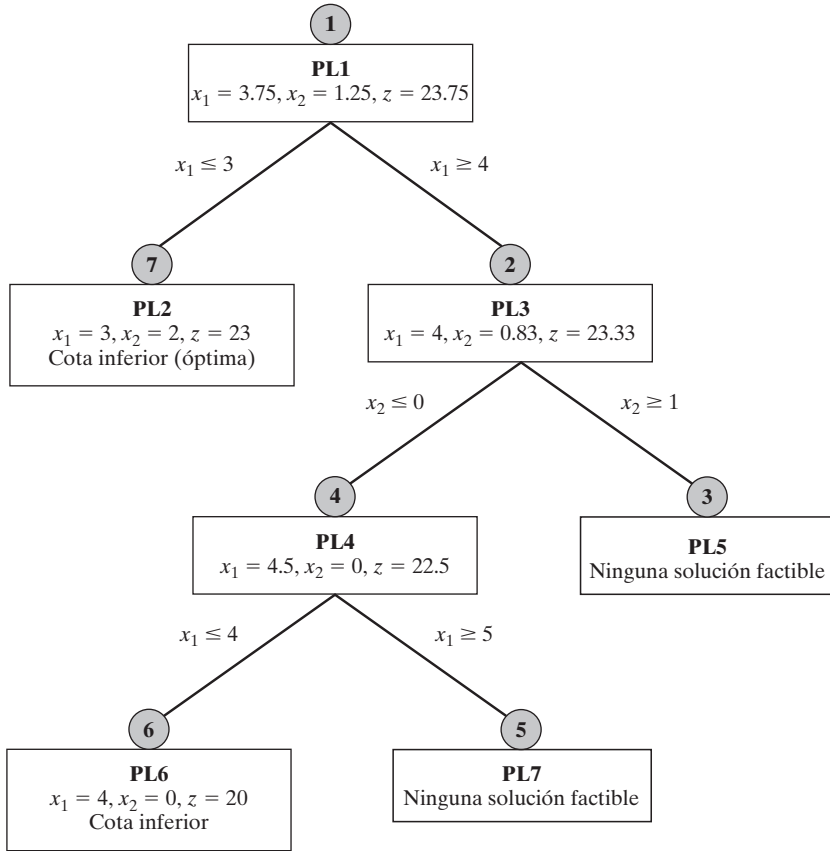 1
PL1
x₁ = 3.75, x₂ = 1.25, z = 23.75
x₁ ≤ 3
x₁ ≥ 4
7
2
PL2
x₁ = 3, x₂ = 2, z = 23
Cota inferior (óptima)
PL3
x₁ = 4, x₂ = 0.83, z = 23.33
x₂ ≤ 0
x₂ ≥ 1
4
3
PL4
x₁ = 4.5, x₂ = 0, z = 22.5
PL5
Ninguna solución factible
x₁ ≤ 4
x₁ ≥ 5
6
5
PL6
x₁ = 4, x₂ = 0, z = 20
Cota inferior
PL7
Ninguna solución factible